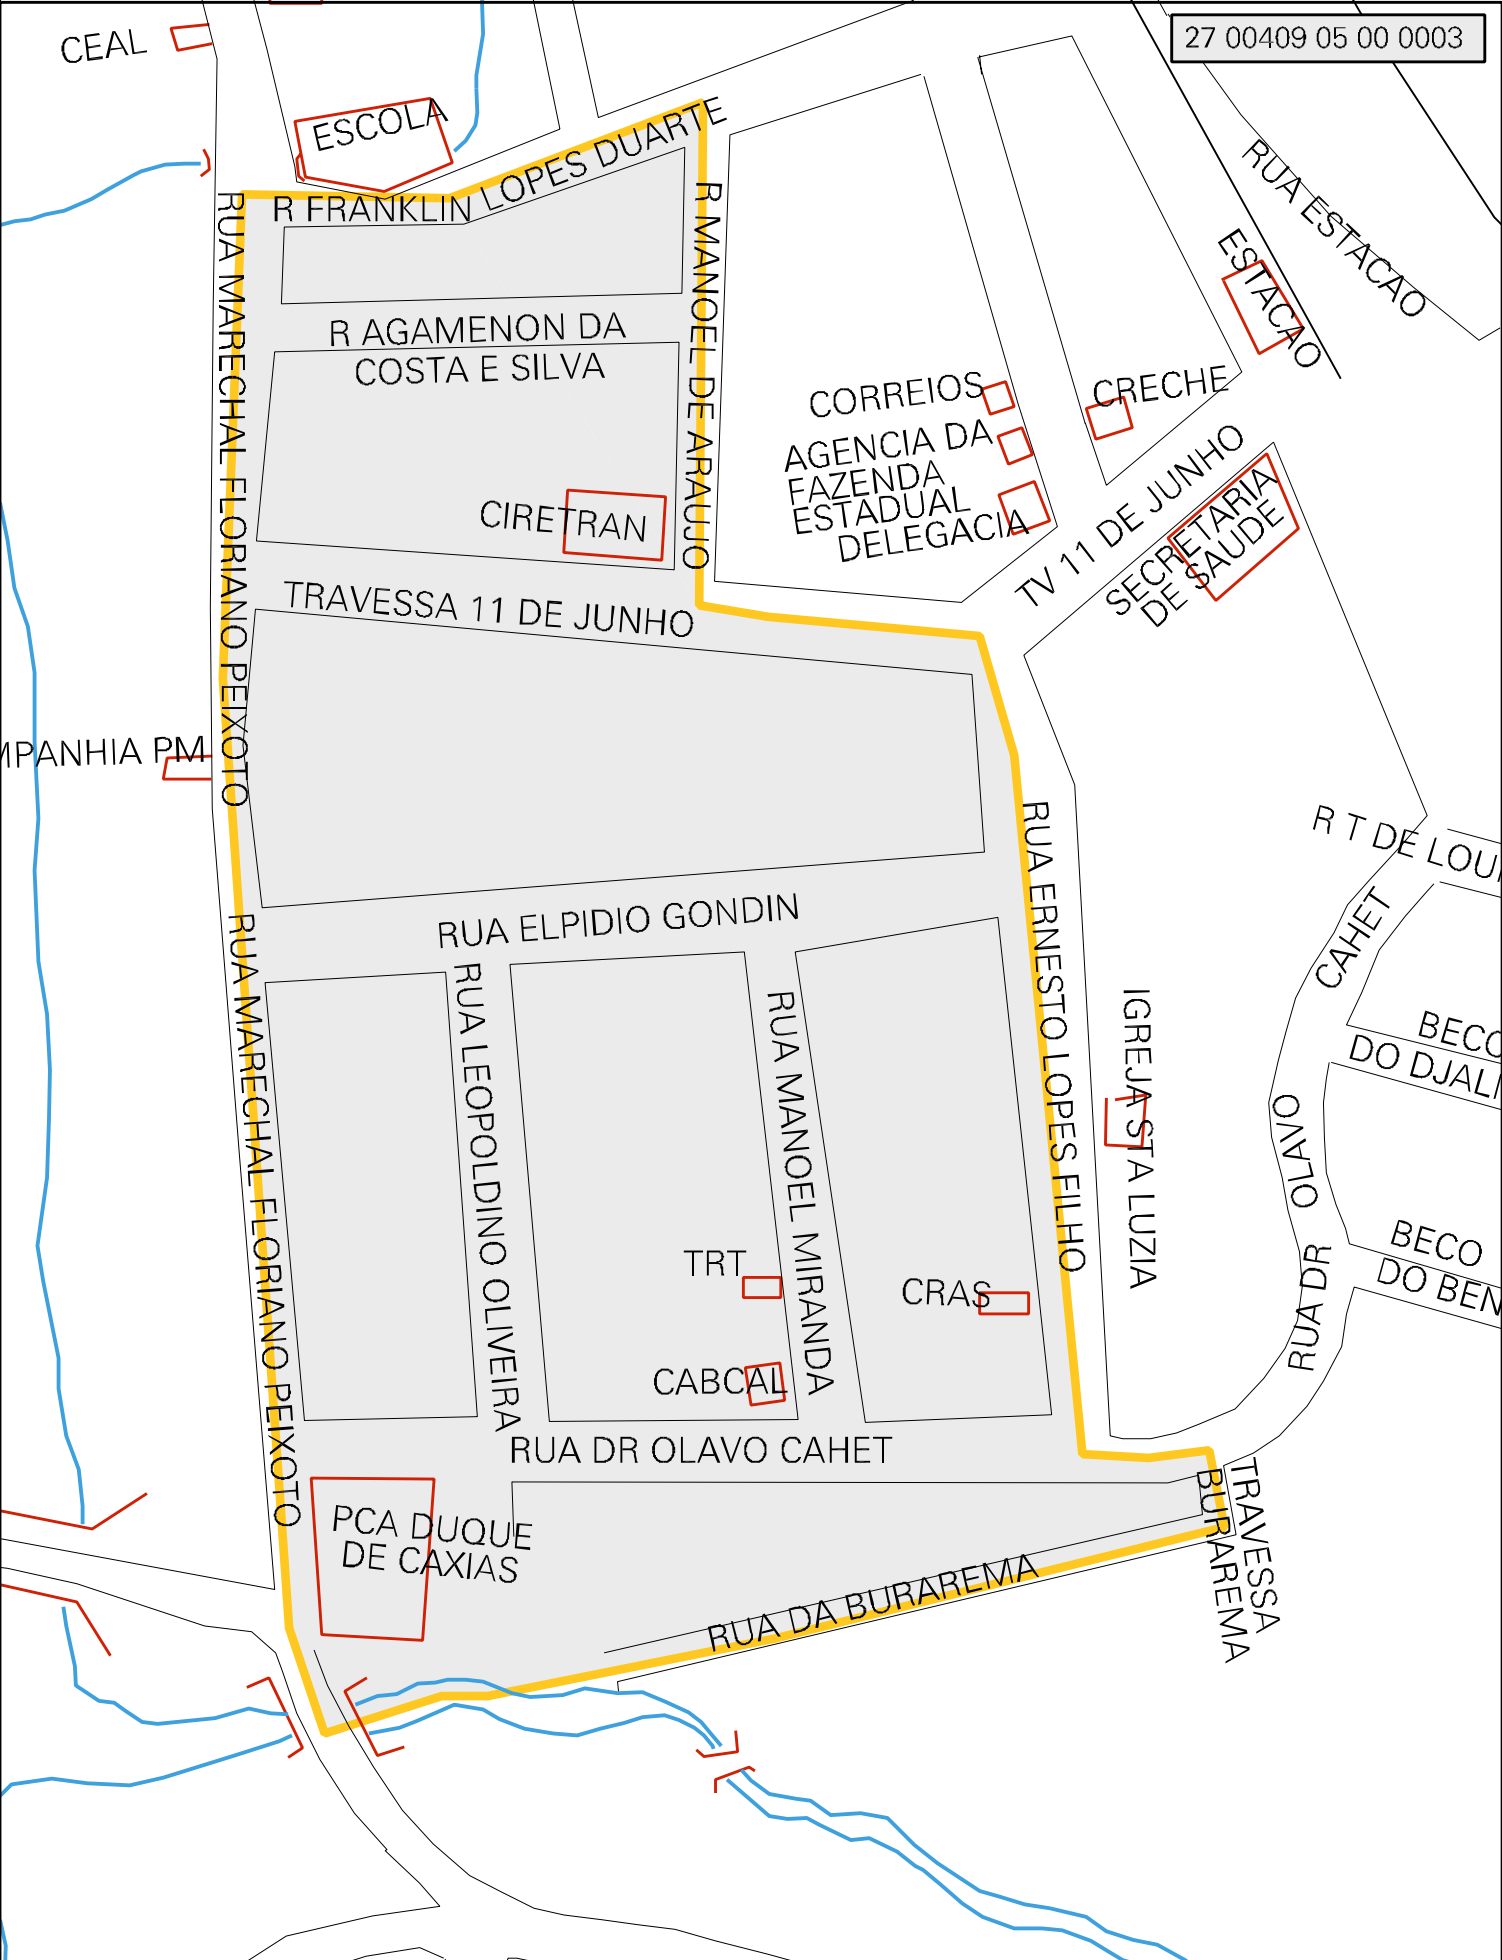 27 00409 05 00 0003
CEAL
ESCOLA
R FRANKLIN LOPES DUARTE
RUA ESTACAO
ESTACAO
R MANOEL DE ARAUJO
RUA MARECHAL FLORIANO PEIXOTO
R AGAMENON DA
COSTA E SILVA
CORREIOS
CRECHE
AGENCIA DA
FAZENDA
ESTADUAL
DELEGACIA
CIRETRAN
TV 11 DE JUNHO
SECRETARIA
DE SAUDE
TRAVESSA 11 DE JUNHO
MPANHIA PM
R T DE LOU
RUA ERNESTO LOPES FILHO
RUA ELPIDIO GONDIN
RUA MARECHAL FLORIANO PEIXOTO
RUA LEOPOLDINO OLIVEIRA
RUA MANOEL MIRANDA
IGREJA STA LUZIA
RUA DR OLAVO CAHET
BECO
DO DJALI
BECO
DO BEN
TRT
CRAS
CABCAL
RUA DR OLAVO CAHET
PCA DUQUE
DE CAXIAS
RUA DA BURAREMA
TRAVESSA
BURAREMA